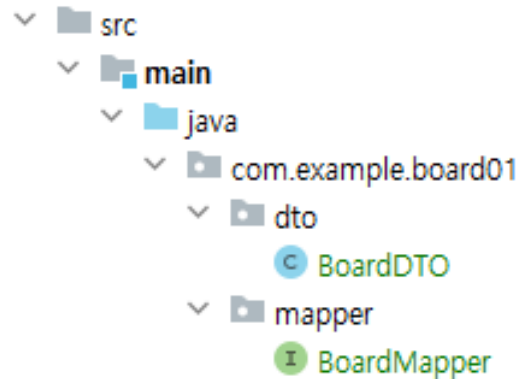 src
main
java
com.example.board01
dto
C BoardDTO
mapper
I BoardMapper